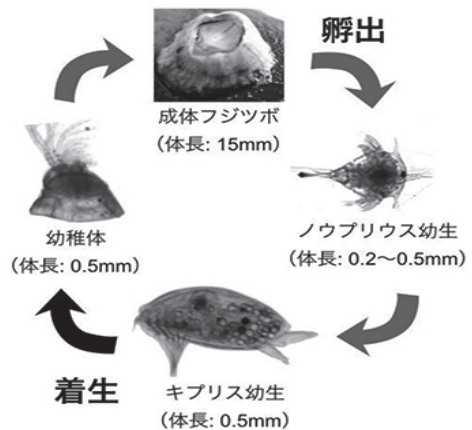 孵出
成体フジツボ
（体長: 15mm）
ノウプリウス幼生
（体長: 0.2〜0.5mm）
キプリス幼生
（体長: 0.5mm）
着生
幼稚体
（体長: 0.5mm）